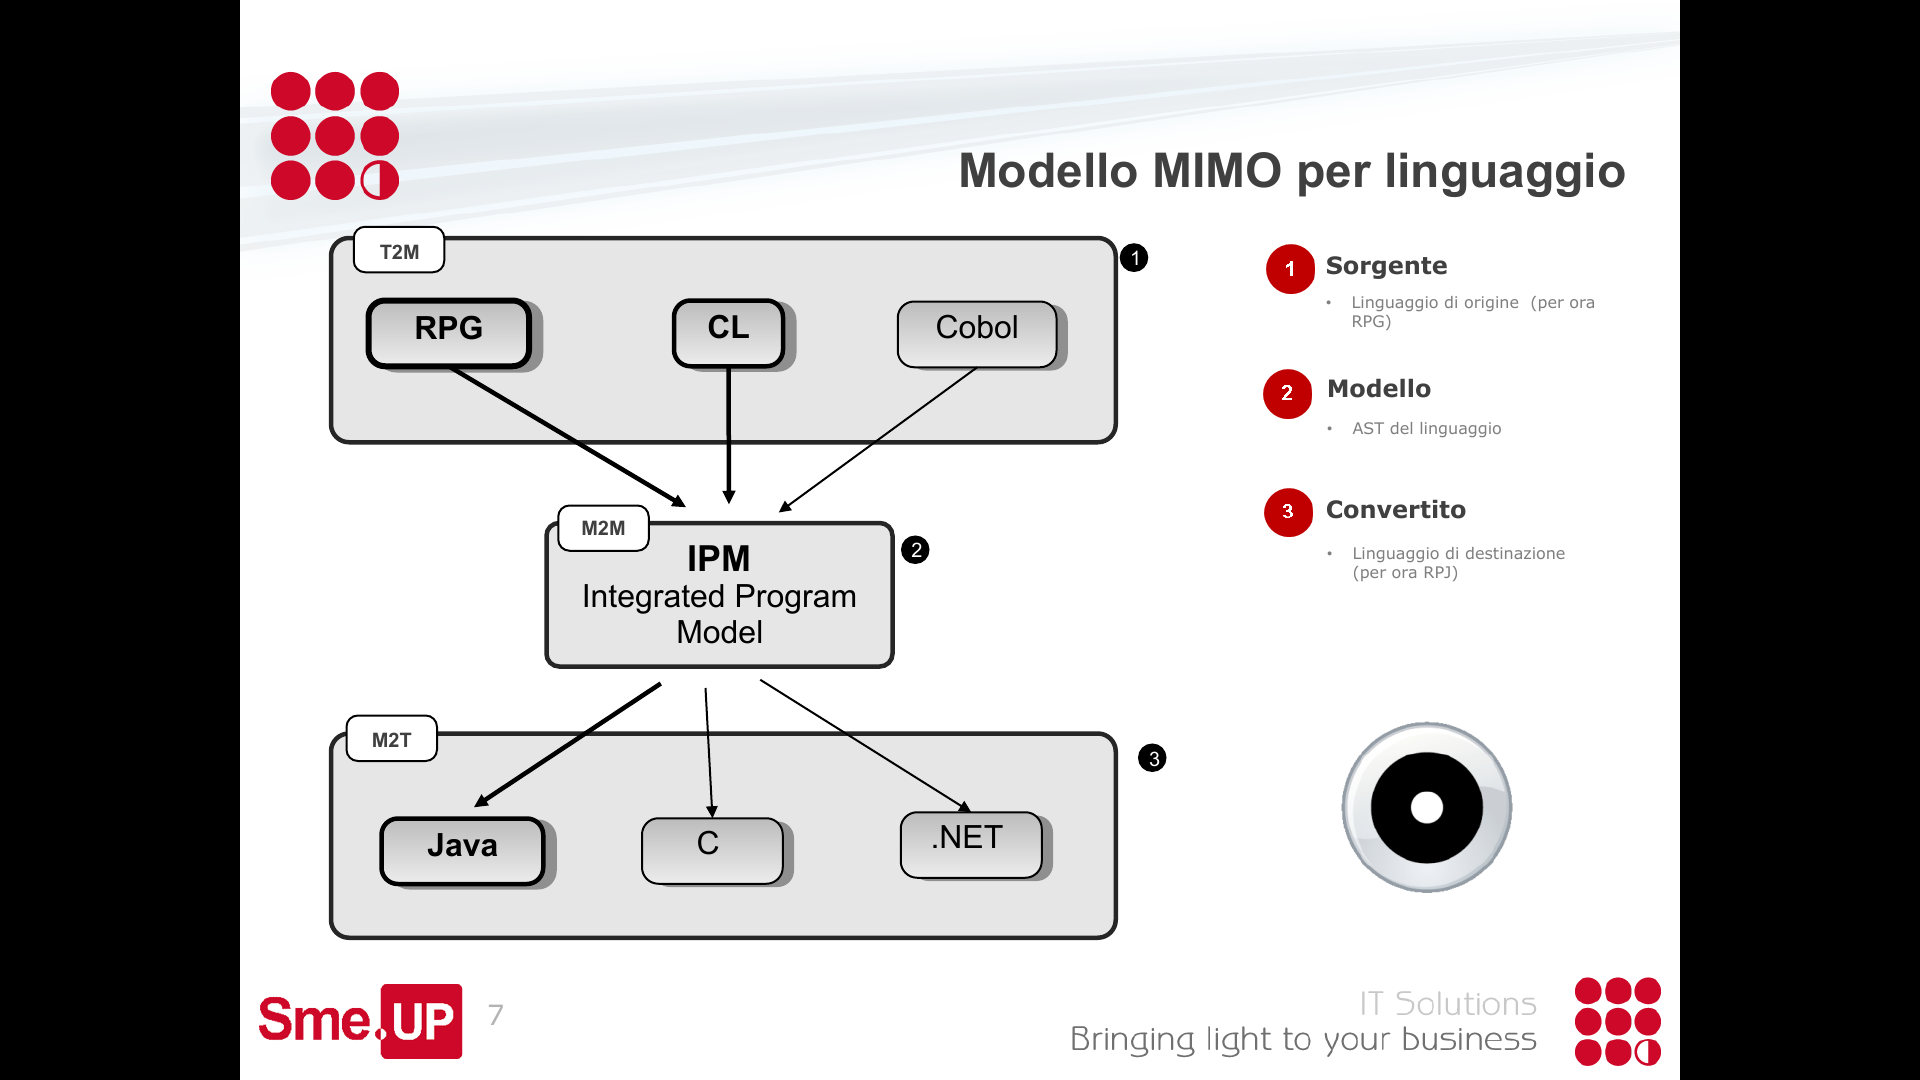 Modello MIMO per linguaggio
T2M
1
RPG
CL
Cobol
M2M
2
IPM
Integrated Program
Model
M2T
3
Java
C
.NET
1 Sorgente
• Linguaggio di origine (per ora
RPG)
2 Modello
• AST del linguaggio
3 Convertito
• Linguaggio di destinazione
(per ora RPJ)
Sme.UP
7
IT Solutions
Bringing light to your business